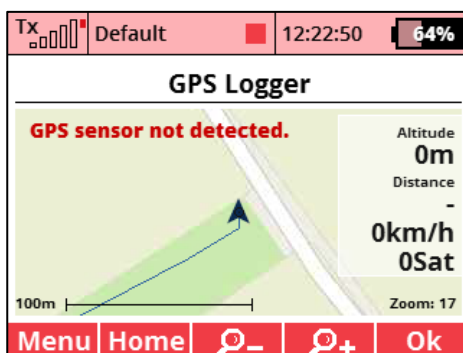 Tx Default 12:22:50 64%
GPS Logger
GPS sensor not detected.
Altitude
0m
Distance
-
0km/h
0Sat
100m
Zoom: 17
Menu Home - + Ok